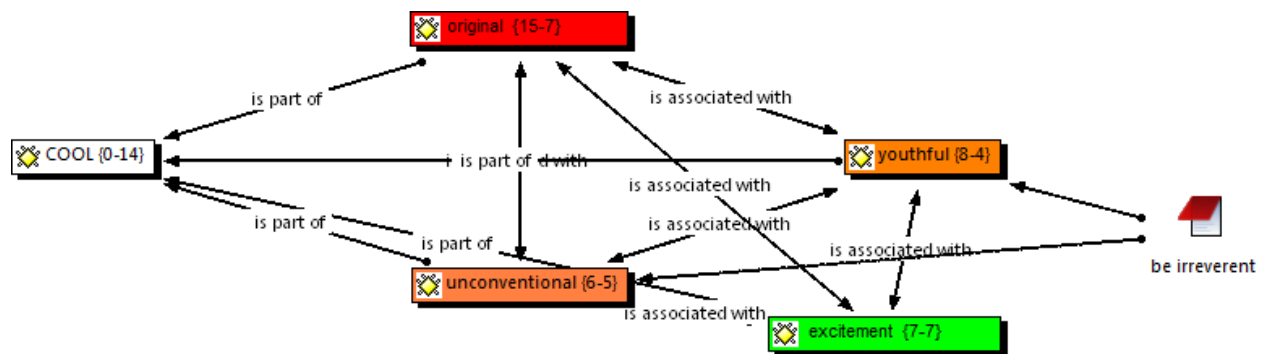 original {15-7}
is part of
is associated with
COOL {0-14}
is part of d with
youthful {8-4}
is associated with
is part of
is associated with
is part of
is associated with
be irreverent
unconventional {6-5}
is associated with
excitement {7-7}